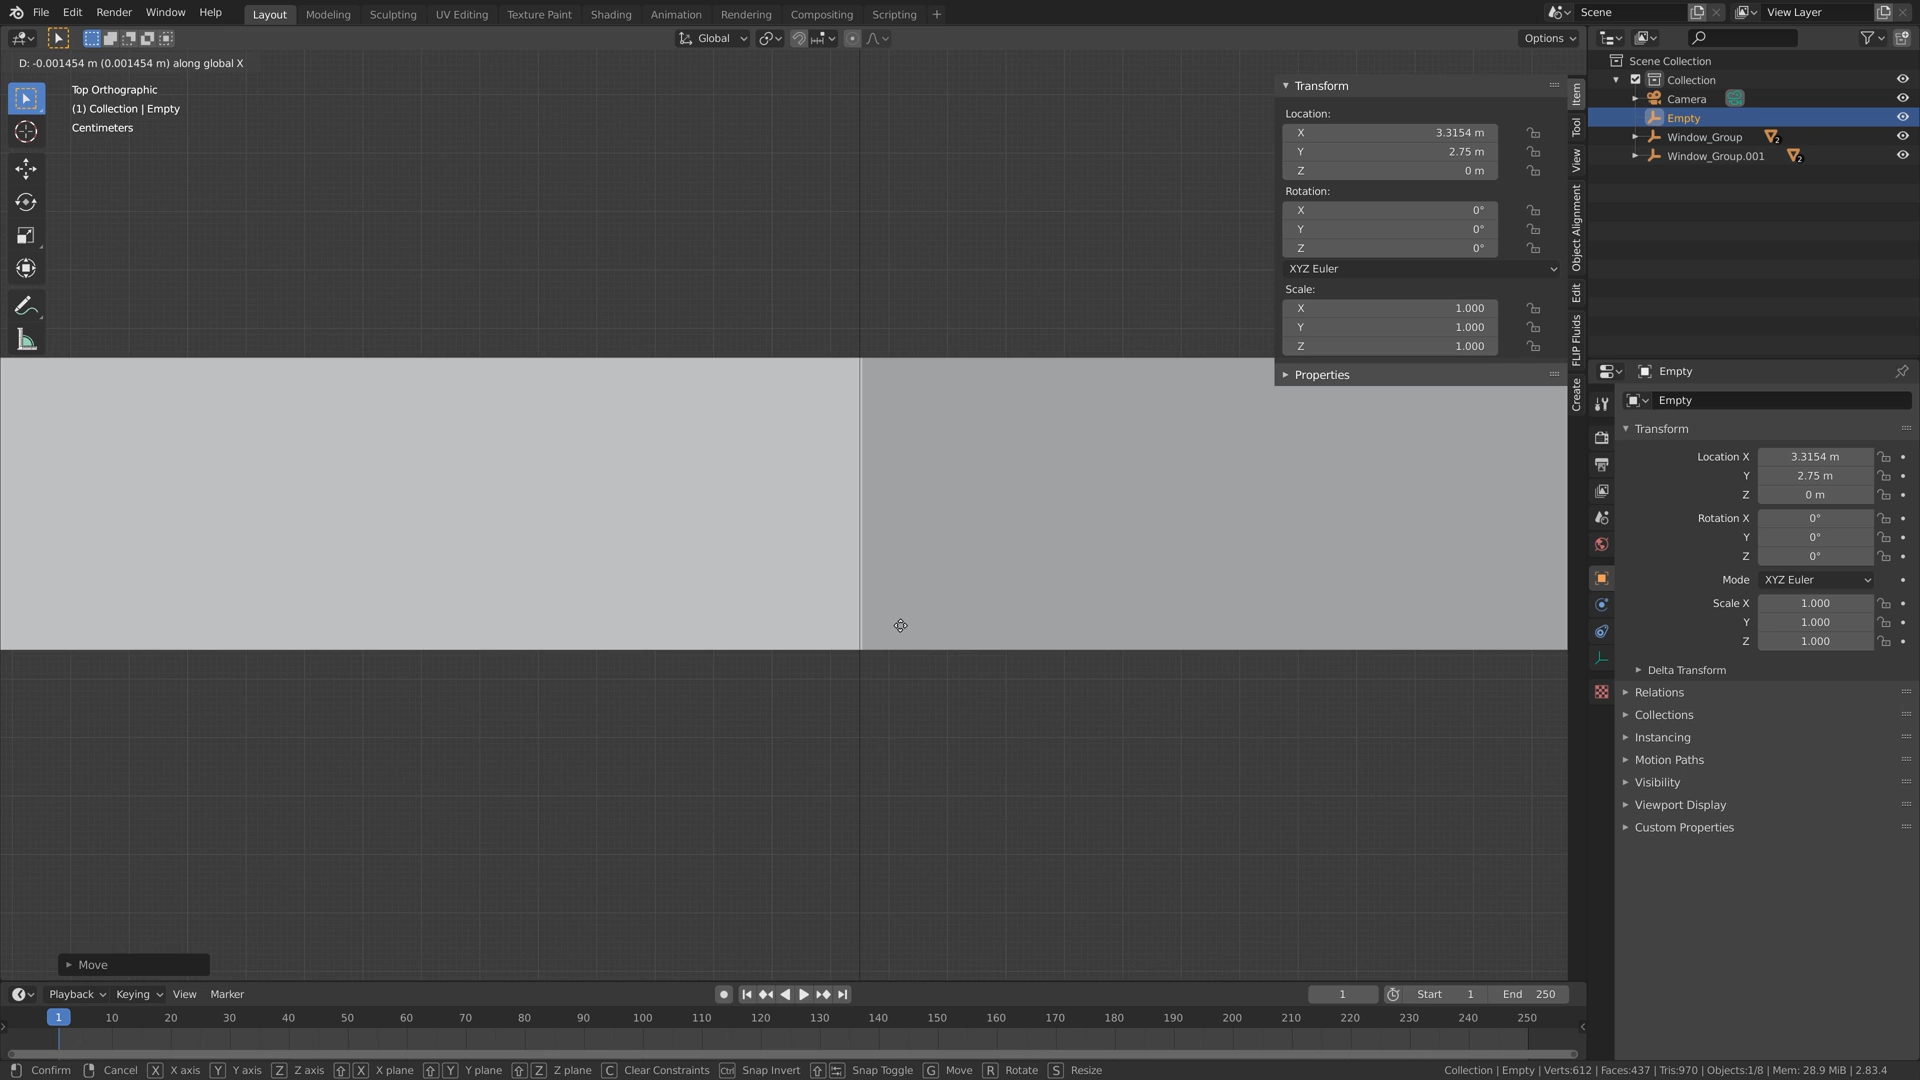 File Edit Render Window Help Layout Modeling Sculpting UV Editing Texture Paint Shading Animation Rendering Compositing Scripting + Scene View Layer
Global Options
D: -0.001454 m (0.001454 m) along global X
Top Orthographic
(1) Collection | Empty
Centimeters
Transform
Location:
X 3.3154 m
Y 2.75 m
Z 0 m
Rotation:
X 0°
Y 0°
Z 0°
XYZ Euler
Scale:
X 1.000
Y 1.000
Z 1.000
Properties
Item
Tool
View
Object Alignment
Edit
FLIP Fluids
Create
Scene Collection
Collection
Camera
Empty
Window_Group 2
Window_Group.001 2
Empty
Empty
Transform
Location X 3.3154 m
Y 2.75 m
Z 0 m
Rotation X 0°
Y 0°
Z 0°
Mode XYZ Euler
Scale X 1.000
Y 1.000
Z 1.000
Delta Transform
Relations
Collections
Instancing
Motion Paths
Visibility
Viewport Display
Custom Properties
Move
Playback Keying View Marker 1 Start 1 End 250
1 10 20 30 40 50 60 70 80 90 100 110 120 130 140 150 160 170 180 190 200 210 220 230 240 250
Confirm Cancel X X axis Y Y axis Z Z axis X X plane Y Y plane Z Z plane C Clear Constraints Ctrl Snap Invert Snap Toggle G Move R Rotate S Resize Collection | Empty | Verts:612 | Faces:437 | Tris:970 | Objects:1/8 | Mem: 28.9 MiB | 2.83.4